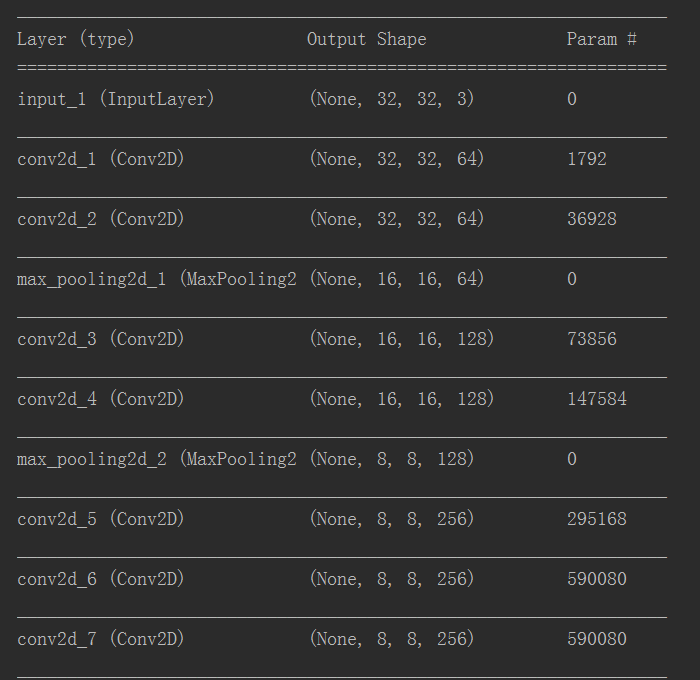 Layer (type) Output Shape Param #
=================================================================
input_1 (InputLayer) (None, 32, 32, 3) 0
conv2d_1 (Conv2D) (None, 32, 32, 64) 1792
conv2d_2 (Conv2D) (None, 32, 32, 64) 36928
max_pooling2d_1 (MaxPooling2 (None, 16, 16, 64) 0
conv2d_3 (Conv2D) (None, 16, 16, 128) 73856
conv2d_4 (Conv2D) (None, 16, 16, 128) 147584
max_pooling2d_2 (MaxPooling2 (None, 8, 8, 128) 0
conv2d_5 (Conv2D) (None, 8, 8, 256) 295168
conv2d_6 (Conv2D) (None, 8, 8, 256) 590080
conv2d_7 (Conv2D) (None, 8, 8, 256) 590080